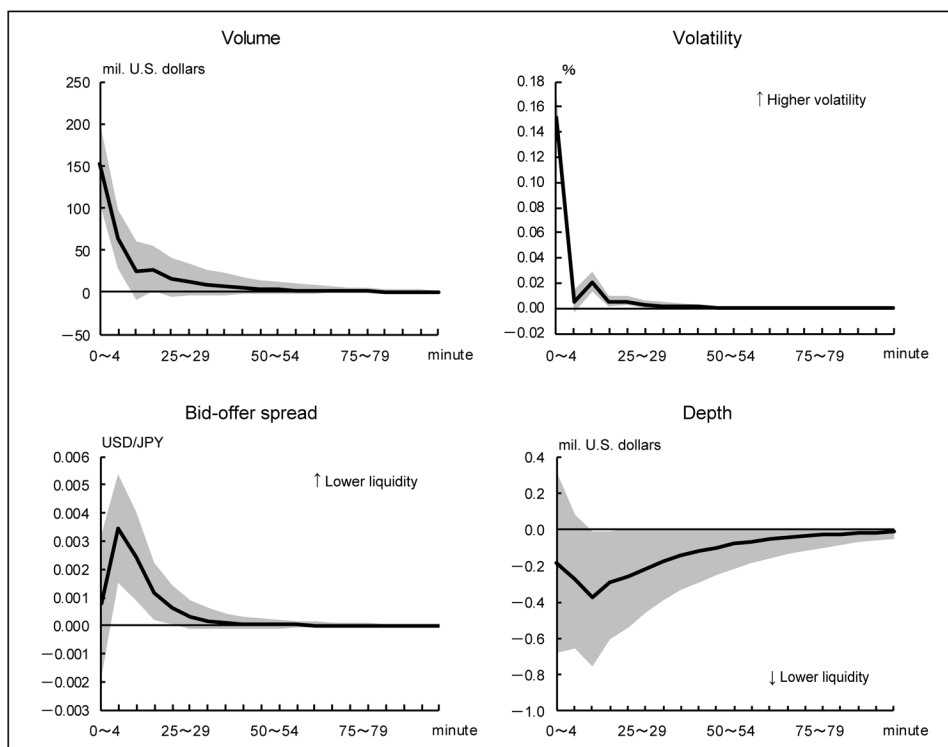 Volume
mil. U.S. dollars
250
200
150
100
50
0
−50
0～4 25～29 50～54 75～79 minute
Volatility
%
↑ Higher volatility
0.18
0.16
0.14
0.12
0.10
0.08
0.06
0.04
0.02
0.00
−0.02
0～4 25～29 50～54 75～79 minute
Bid-offer spread
USD/JPY
↑ Lower liquidity
0.006
0.005
0.004
0.003
0.002
0.001
0.000
−0.001
−0.002
−0.003
0～4 25～29 50～54 75～79 minute
Depth
mil. U.S. dollars
0.4
0.2
0.0
−0.2
−0.4
−0.6
−0.8
−1.0
↓ Lower liquidity
0～4 25～29 50～54 75～79 minute